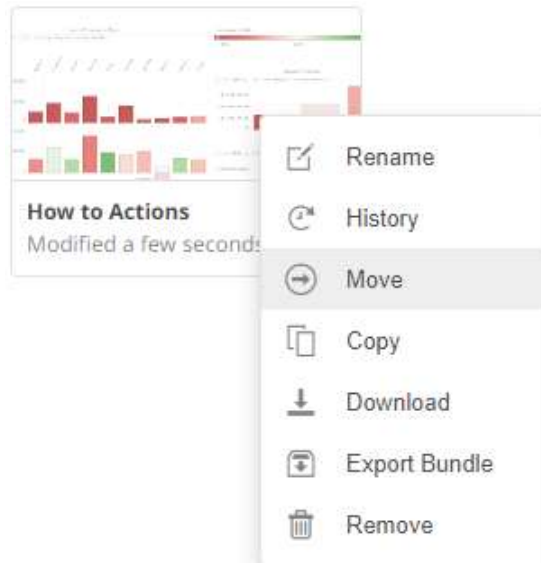 How to Actions
Modified a few seconds
Rename
History
Move
Copy
Download
Export Bundle
Remove